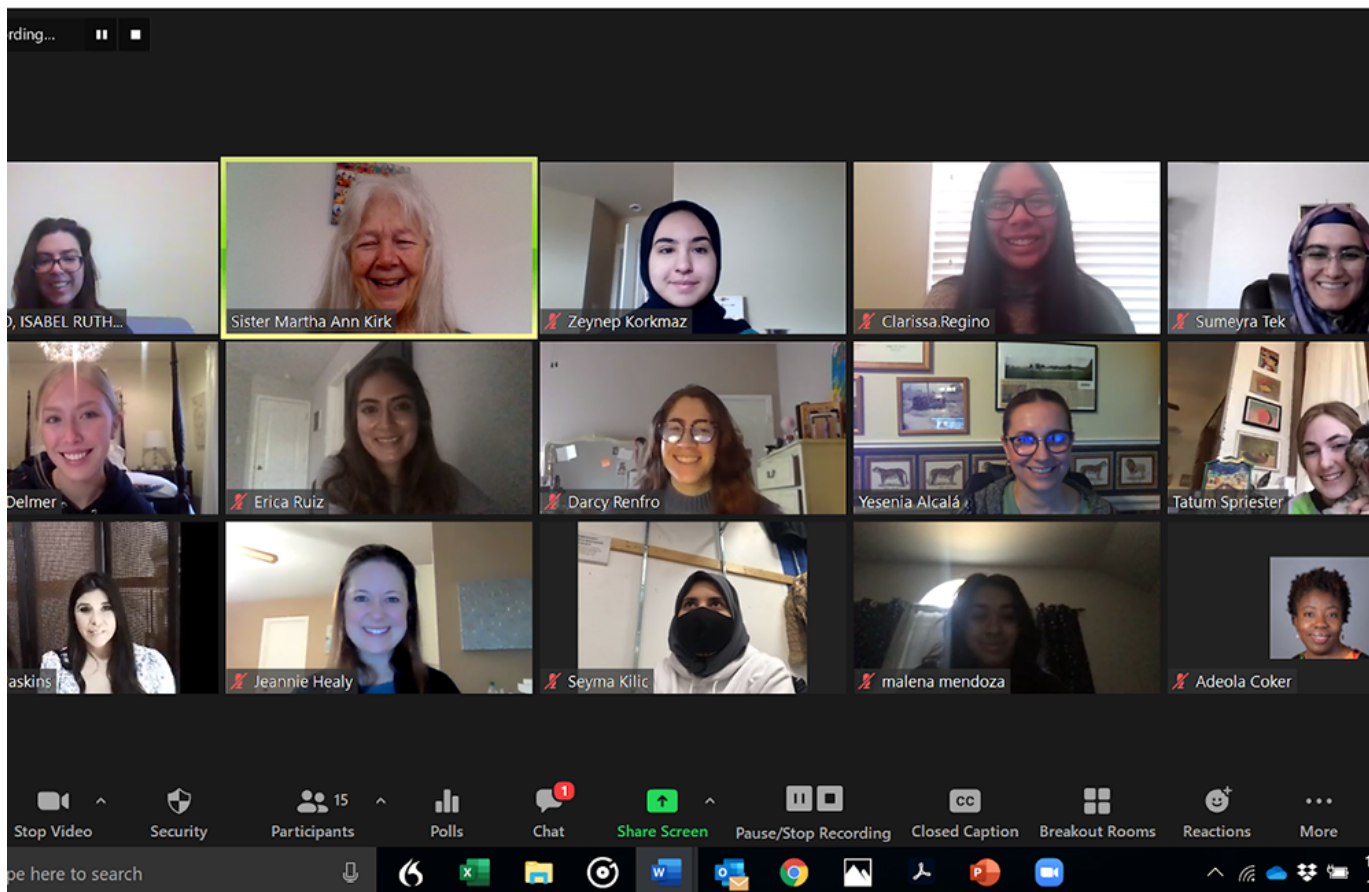 rding...
O, ISABEL RUTH...
Sister Martha Ann Kirk
Zeynep Korkmaz
Clarissa.Regino
Sumeyra Tek
Delmer
Erica Ruiz
Darcy Renfro
Yesenia Alcalá
Tatum Spriester
askins
Jeannie Healy
Seyma Kilic
malena mendoza
Adeola Coker
15
1
CC
Stop Video
Security
Participants
Polls
Chat
Share Screen
Pause/Stop Recording
Closed Caption
Breakout Rooms
Reactions
More
pe here to search